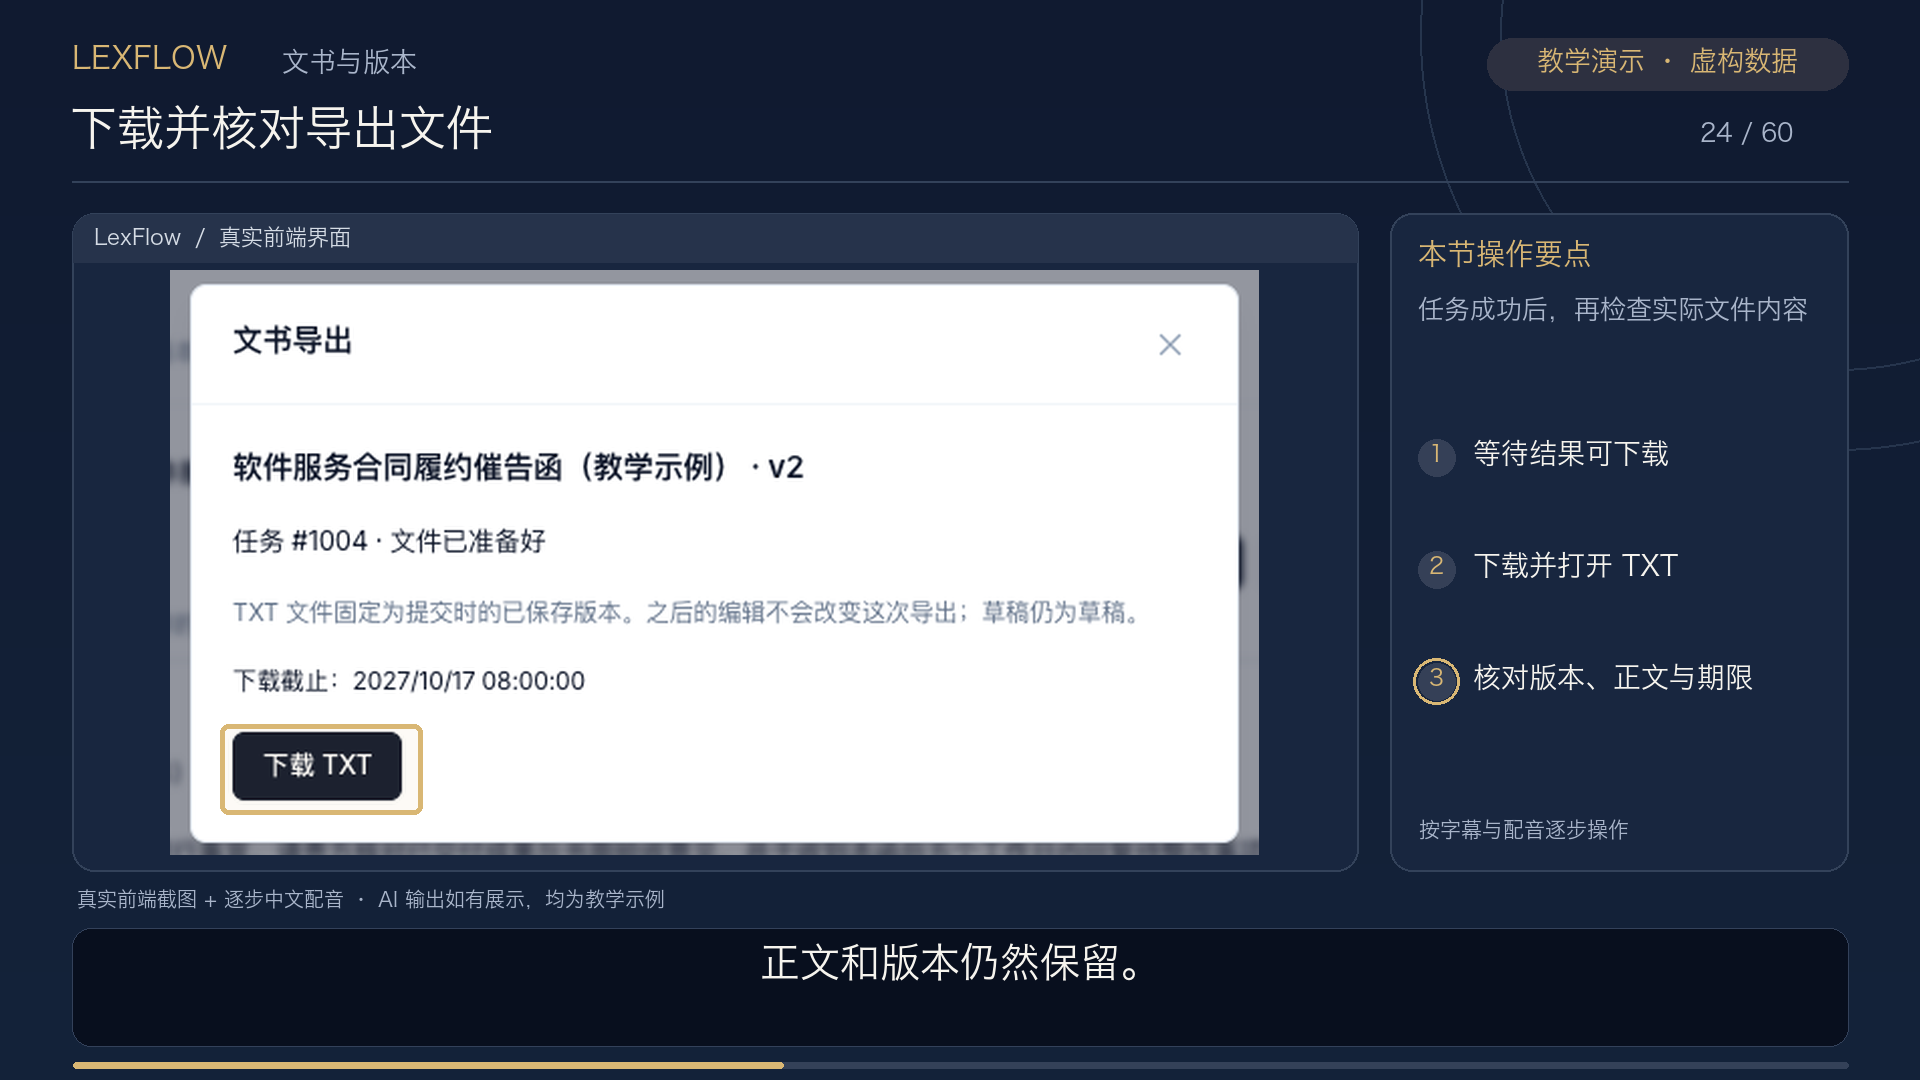 LEXFLOW 文书与版本
教学演示 · 虚构数据
下载并核对导出文件
24 / 60
LexFlow / 真实前端界面
文书导出
软件服务合同履约催告函（教学示例） · v2
任务 #1004 · 文件已准备好
TXT 文件固定为提交时的已保存版本。之后的编辑不会改变这次导出；草稿仍为草稿。
下载截止：2027/10/17 08:00:00
下载 TXT
本节操作要点
任务成功后，再检查实际文件内容
1 等待结果可下载
2 下载并打开 TXT
3 核对版本、正文与期限
按字幕与配音逐步操作
真实前端截图 + 逐步中文配音 · AI 输出如有展示，均为教学示例
正文和版本仍然保留。